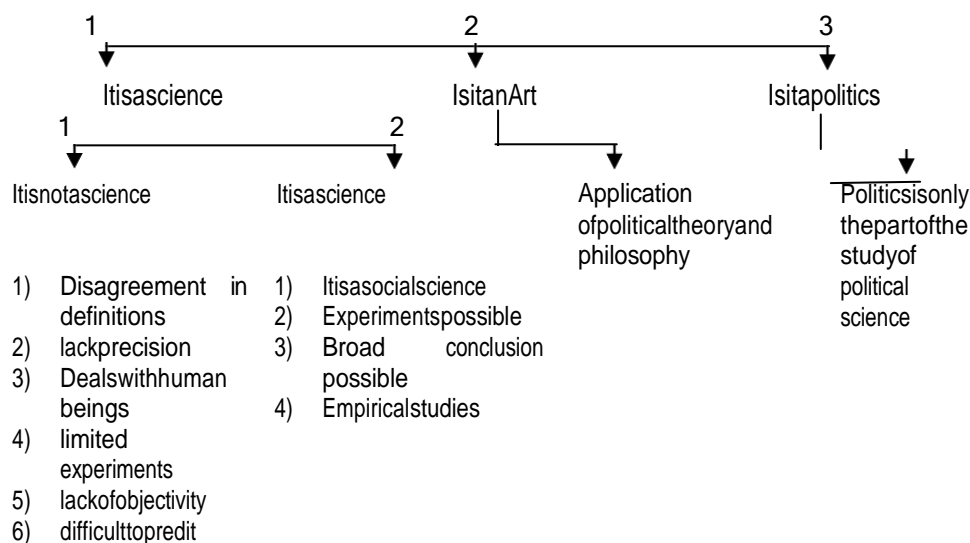 1 2 3
Itisascience IsitanArt Isitapolitics
1 2
Itisnotascience Itisascience
Application
ofpoliticaltheoryand
philosophy
Politicsisonly
thepartofthe
studyof
political
science
1) Disagreement in
definitions
2) lackprecision
3) Dealswithhuman
beings
4) limited
experiments
5) lackofobjectivity
6) difficulttopredit
1) Itisasocialscience
2) Experimentspossible
3) Broad conclusion
possible
4) Empiricalstudies